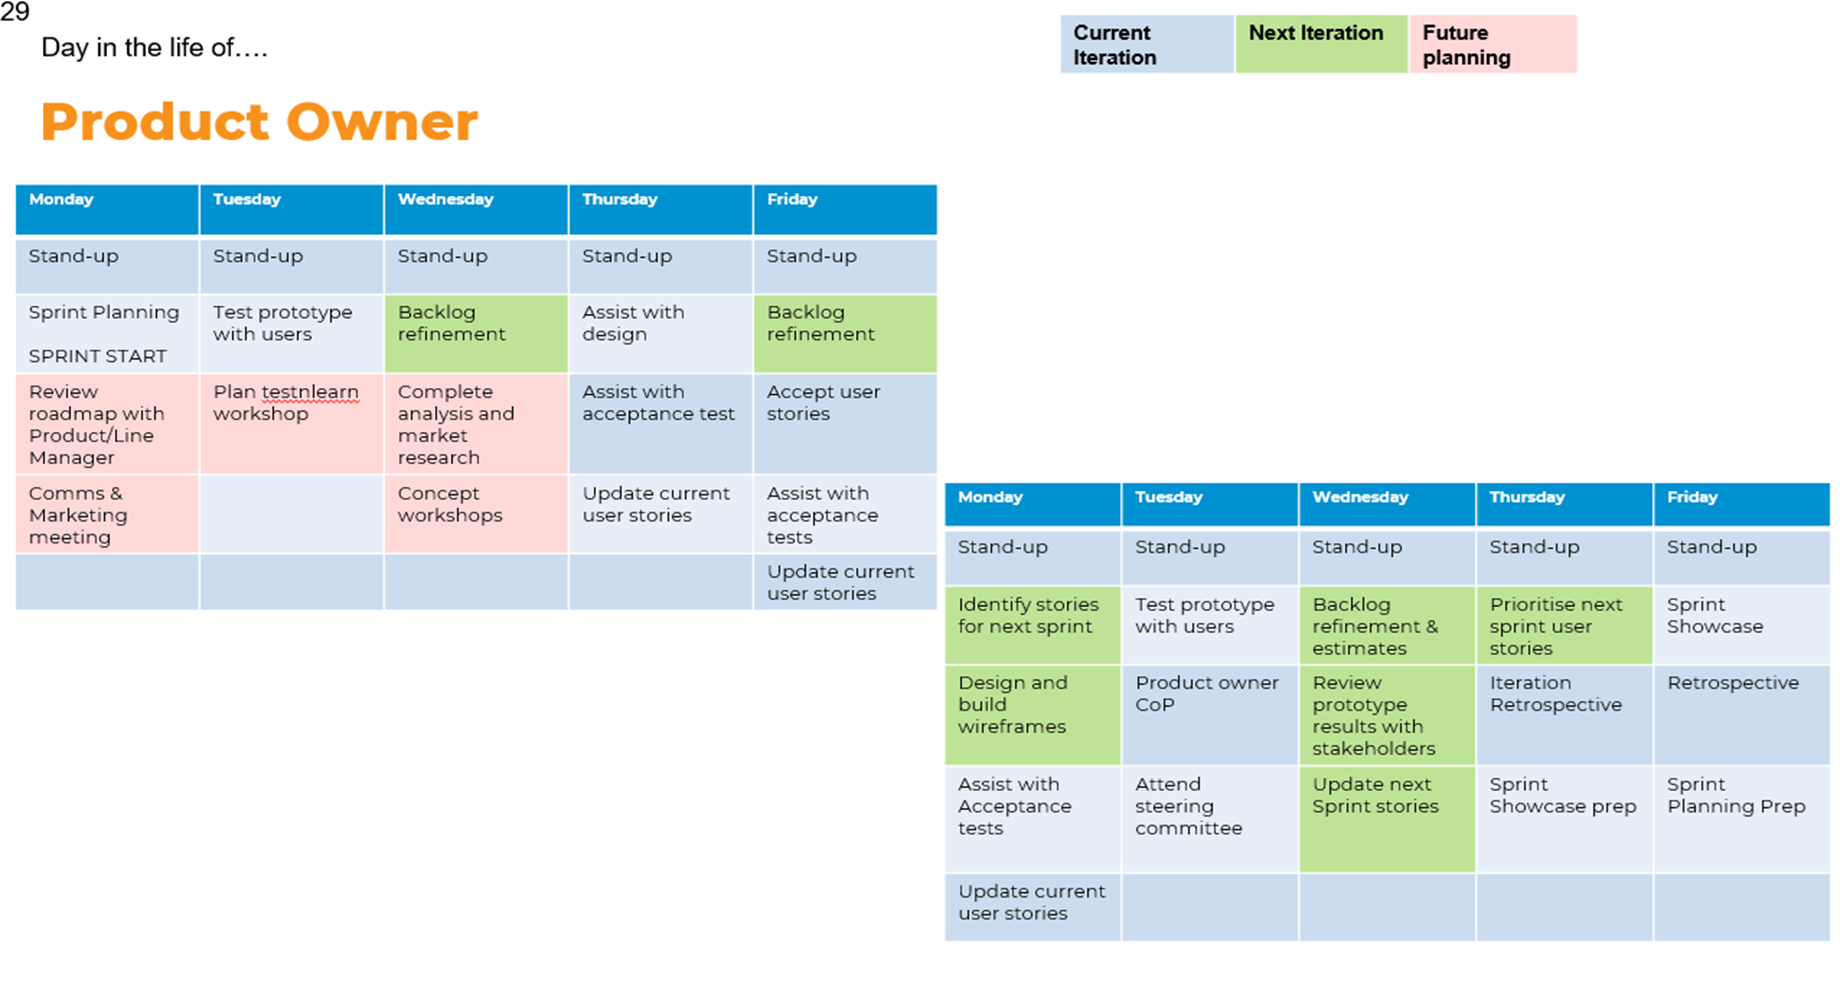 29
Day in the life of....
Current
Iteration
Next Iteration
Future
planning
Product Owner
Monday
Tuesday
Wednesday
Thursday
Friday
Stand-up
Stand-up
Stand-up
Stand-up
Stand-up
Sprint Planning
SPRINT START
Test prototype
with users
Backlog
refinement
Assist with
design
Backlog
refinement
Review
roadmap with
Product/Line
Manager
Plan testnlearn
workshop
Complete
analysis and
market
research
Assist with
acceptance test
Accept user
stories
Comms &
Marketing
meeting
Concept
workshops
Update current
user stories
Assist with
acceptance
tests
Update current
user stories
Monday
Tuesday
Wednesday
Thursday
Friday
Stand-up
Stand-up
Stand-up
Stand-up
Stand-up
Identify stories
for next sprint
Test prototype
with users
Backlog
refinement &
estimates
Prioritise next
sprint user
stories
Sprint
Showcase
Design and
build
wireframes
Product owner
CoP
Review
prototype
results with
stakeholders
Iteration
Retrospective
Retrospective
Assist with
Acceptance
tests
Attend
steering
committee
Update next
Sprint stories
Sprint
Showcase prep
Sprint
Planning Prep
Update current
user stories